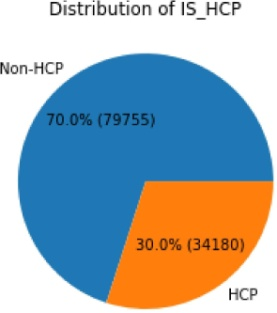 Distribution of IS_HCP
Non-HCP
70.0% (79755)
30.0% (34180)
HCP